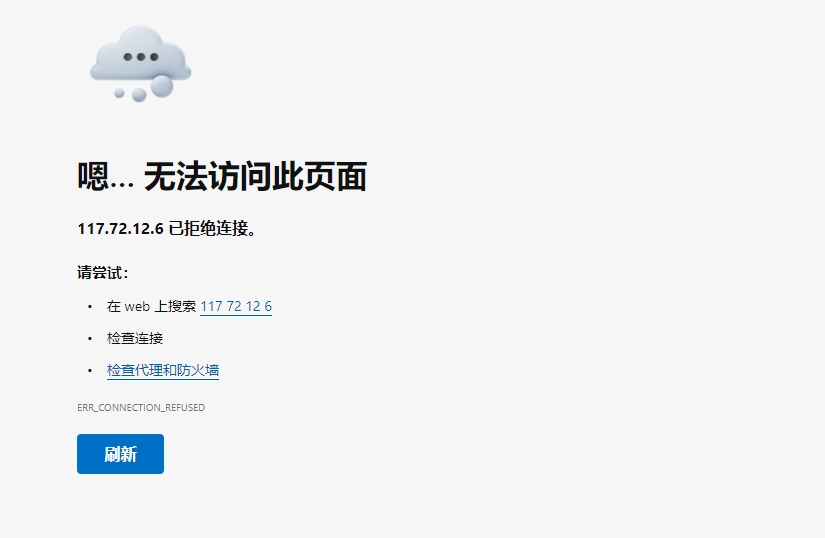 嗯… 无法访问此页面
117.72.12.6 已拒绝连接。
请尝试：
• 在 web 上搜索 117 72 12 6
• 检查连接
• 检查代理和防火墙
ERR_CONNECTION_REFUSED
刷新